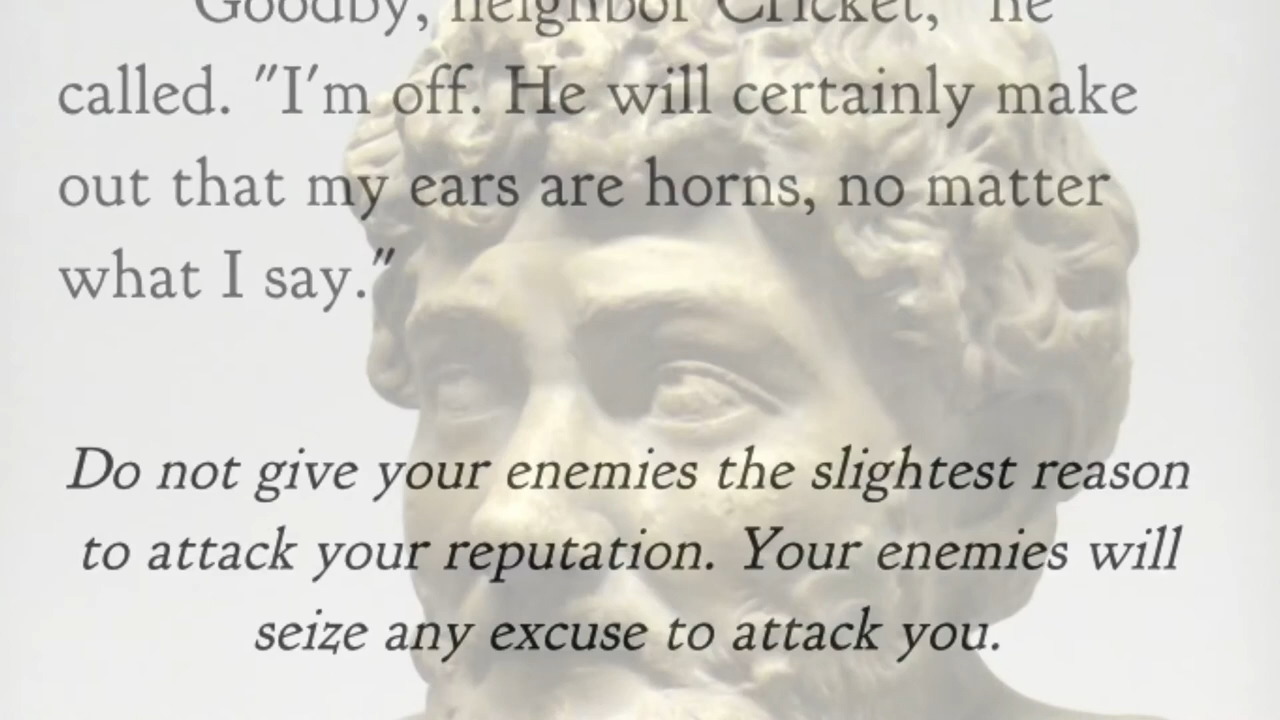 "Goodby, neighbor Cricket," he
called. "I'm off. He will certainly make
out that my ears are horns, no matter
what I say."
Do not give your enemies the slightest reason
to attack your reputation. Your enemies will
seize any excuse to attack you.